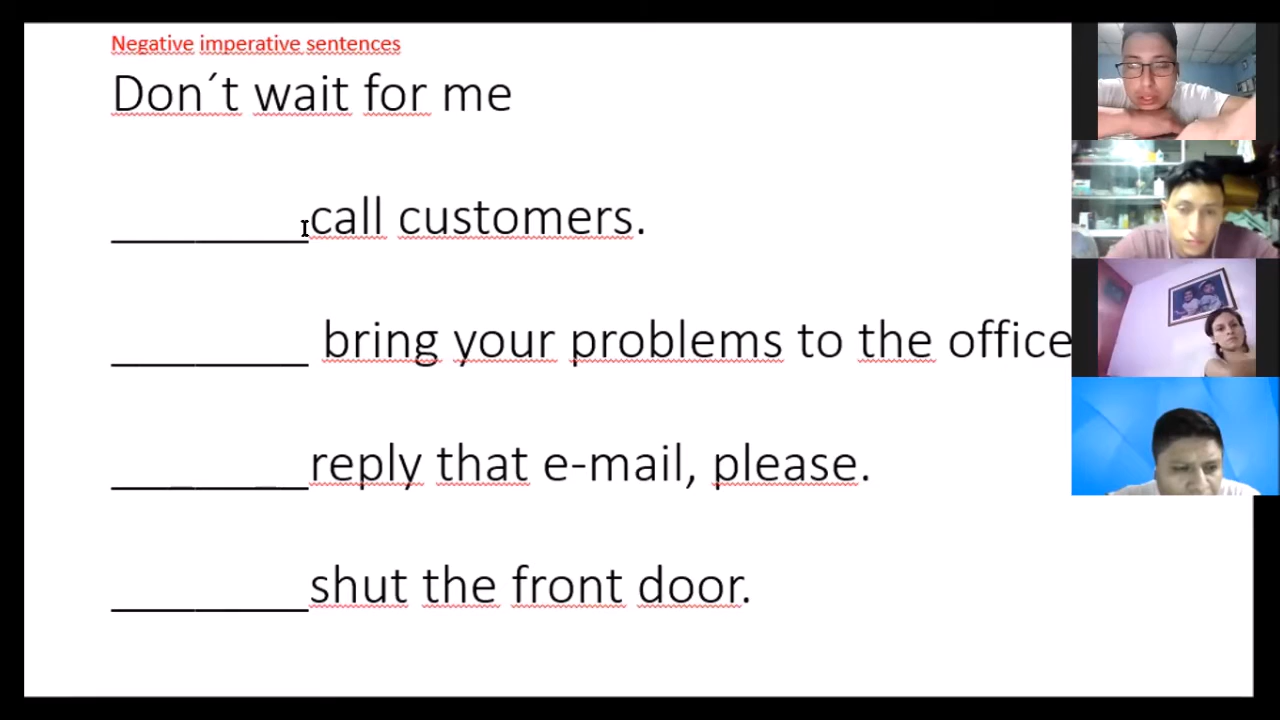 Negative imperative sentences
Don´t wait for me
_________call customers.
_________ bring your problems to the office
_________reply that e-mail, please.
_________shut the front door.